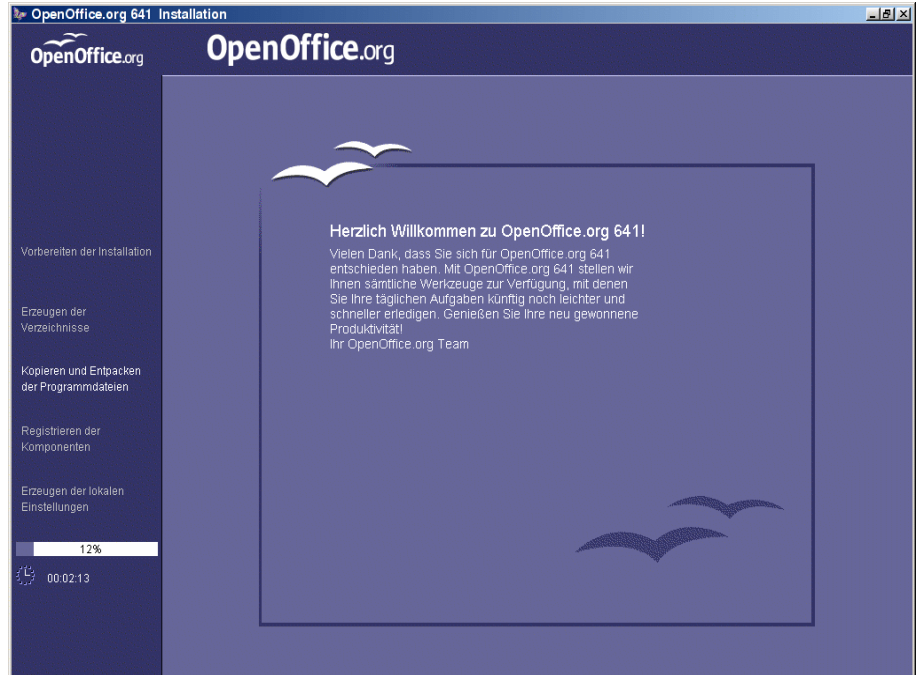 OpenOffice.org 641 Installation
OpenOffice.org
OpenOffice.org
Vorbereiten der Installation
Erzeugen der
Verzeichnisse
Kopieren und Entpacken
der Programmdateien
Registrieren der
Komponenten
Erzeugen der lokalen
Einstellungen
12%
00:02:13
Herzlich Willkommen zu OpenOffice.org 641!
Vielen Dank, dass Sie sich für OpenOffice.org 641
entschieden haben. Mit OpenOffice.org 641 stellen wir
Ihnen sämtliche Werkzeuge zur Verfügung, mit denen
Sie Ihre täglichen Aufgaben künftig noch leichter und
schneller erledigen. Genießen Sie Ihre neu gewonnene
Produktivität!
Ihr OpenOffice.org Team